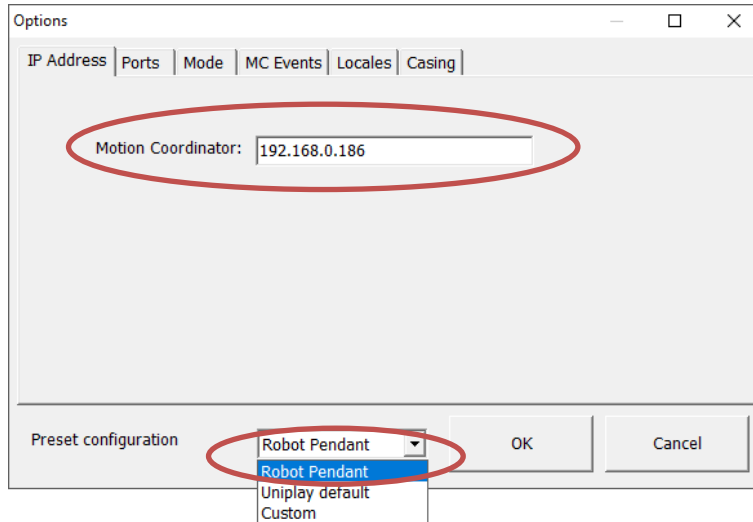 Options
IP Address Ports Mode MC Events Locales Casing
Motion Coordinator: 192.168.0.186
Preset configuration Robot Pendant OK Cancel
Robot Pendant
Uniplay default
Custom